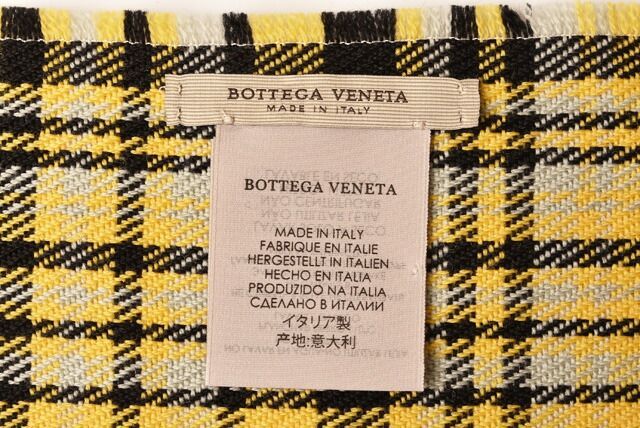 BOTTEGA VENETA
MADE IN ITALY
BOTTEGA VENETA
MADE IN ITALY
FABRIQUE EN ITALIE
HERGESTELLT IN ITALIEN
HECHO EN ITALIA
PRODUZIDO NA ITALIA
СДЕЛАНО В ИТАЛИИ
イタリア製
产地:意大利